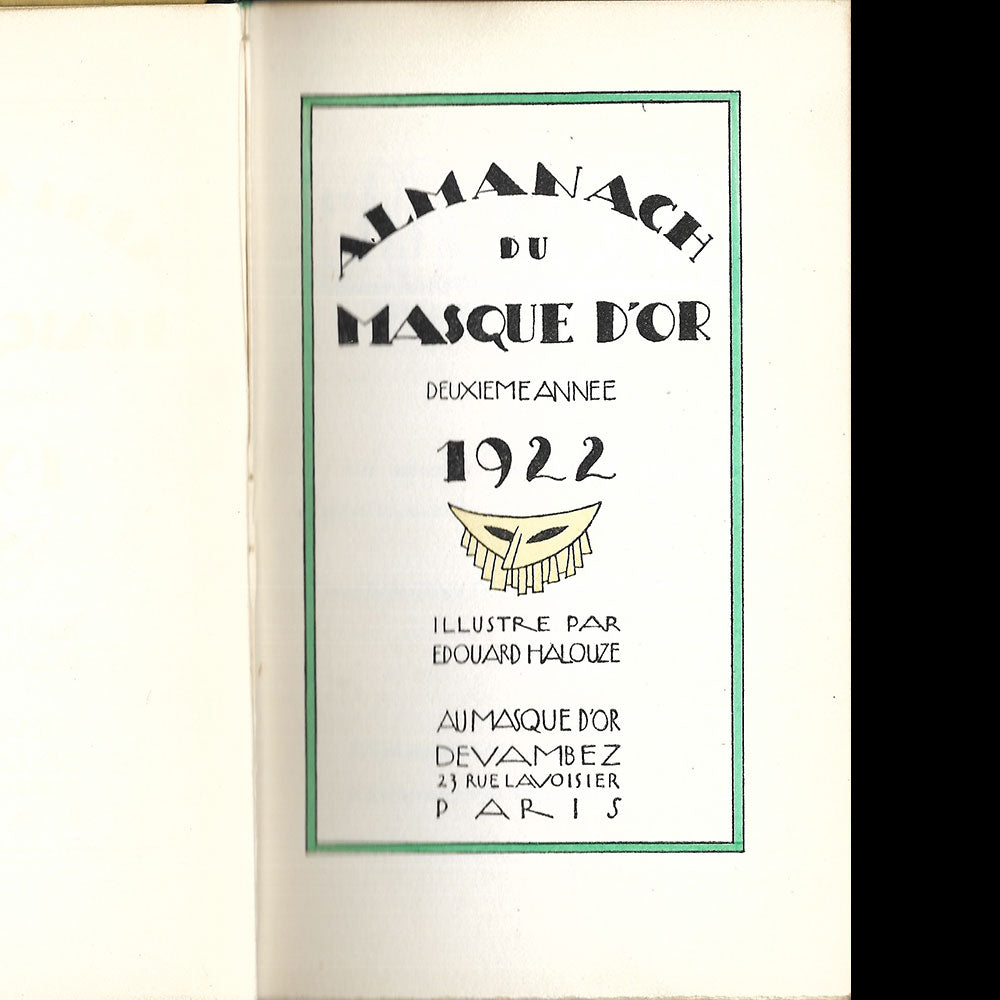 ALMANACH
DU
MASQUE D'OR
DEUXIEME ANNEE
1922
ILLUSTRE PAR
EDOUARD HALOUZE
AU MASQUE D'OR
DEVAMBEZ
23 RUE LAVOISIER
PARIS